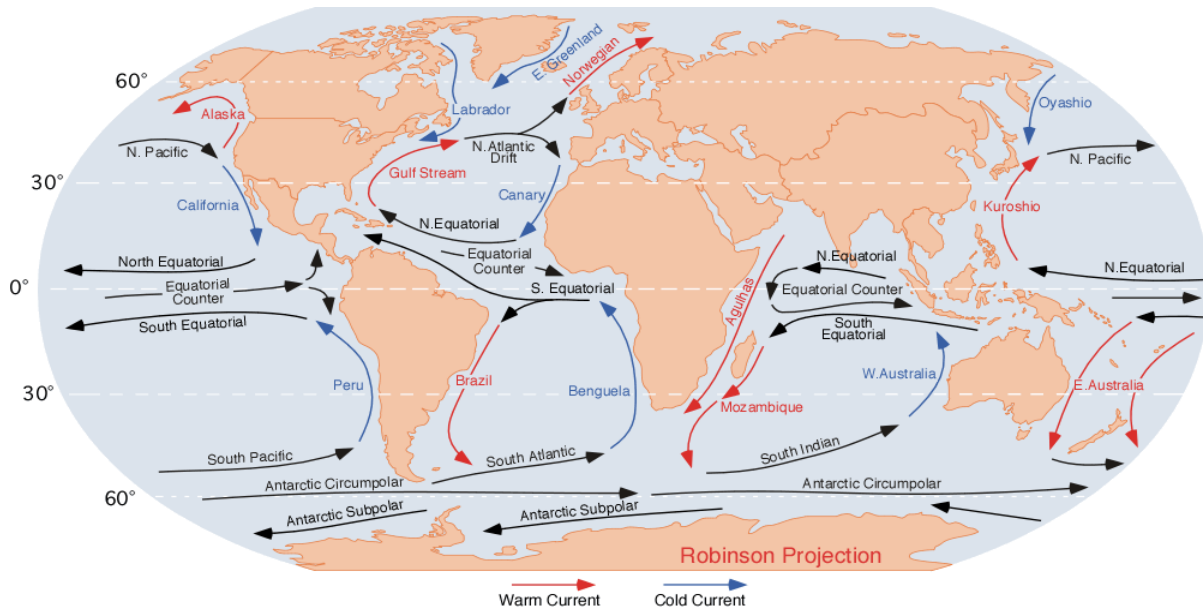 E. Greenland
Norwegian
60°
Labrador
Oyashio
Alaska
N. Pacific
N.Atlantic
Drift
N. Pacific
30°
Gulf Stream
California
Canary
Kuroshio
N.Equatorial
North Equatorial
Equatorial
Counter
N.Equatorial
N.Equatorial
Equatorial
Counter
0°
S. Equatorial
Equatorial Counter
South Equatorial
Agulhas
South
Equatorial
Peru
Brazil
Benguela
W.Australia
E.Australia
30°
Mozambique
South Pacific
South Atlantic
South Indian
Antarctic Circumpolar
Antarctic Circumpolar
60°
Antarctic Subpolar
Antarctic Subpolar
Robinson Projection
Warm Current
Cold Current